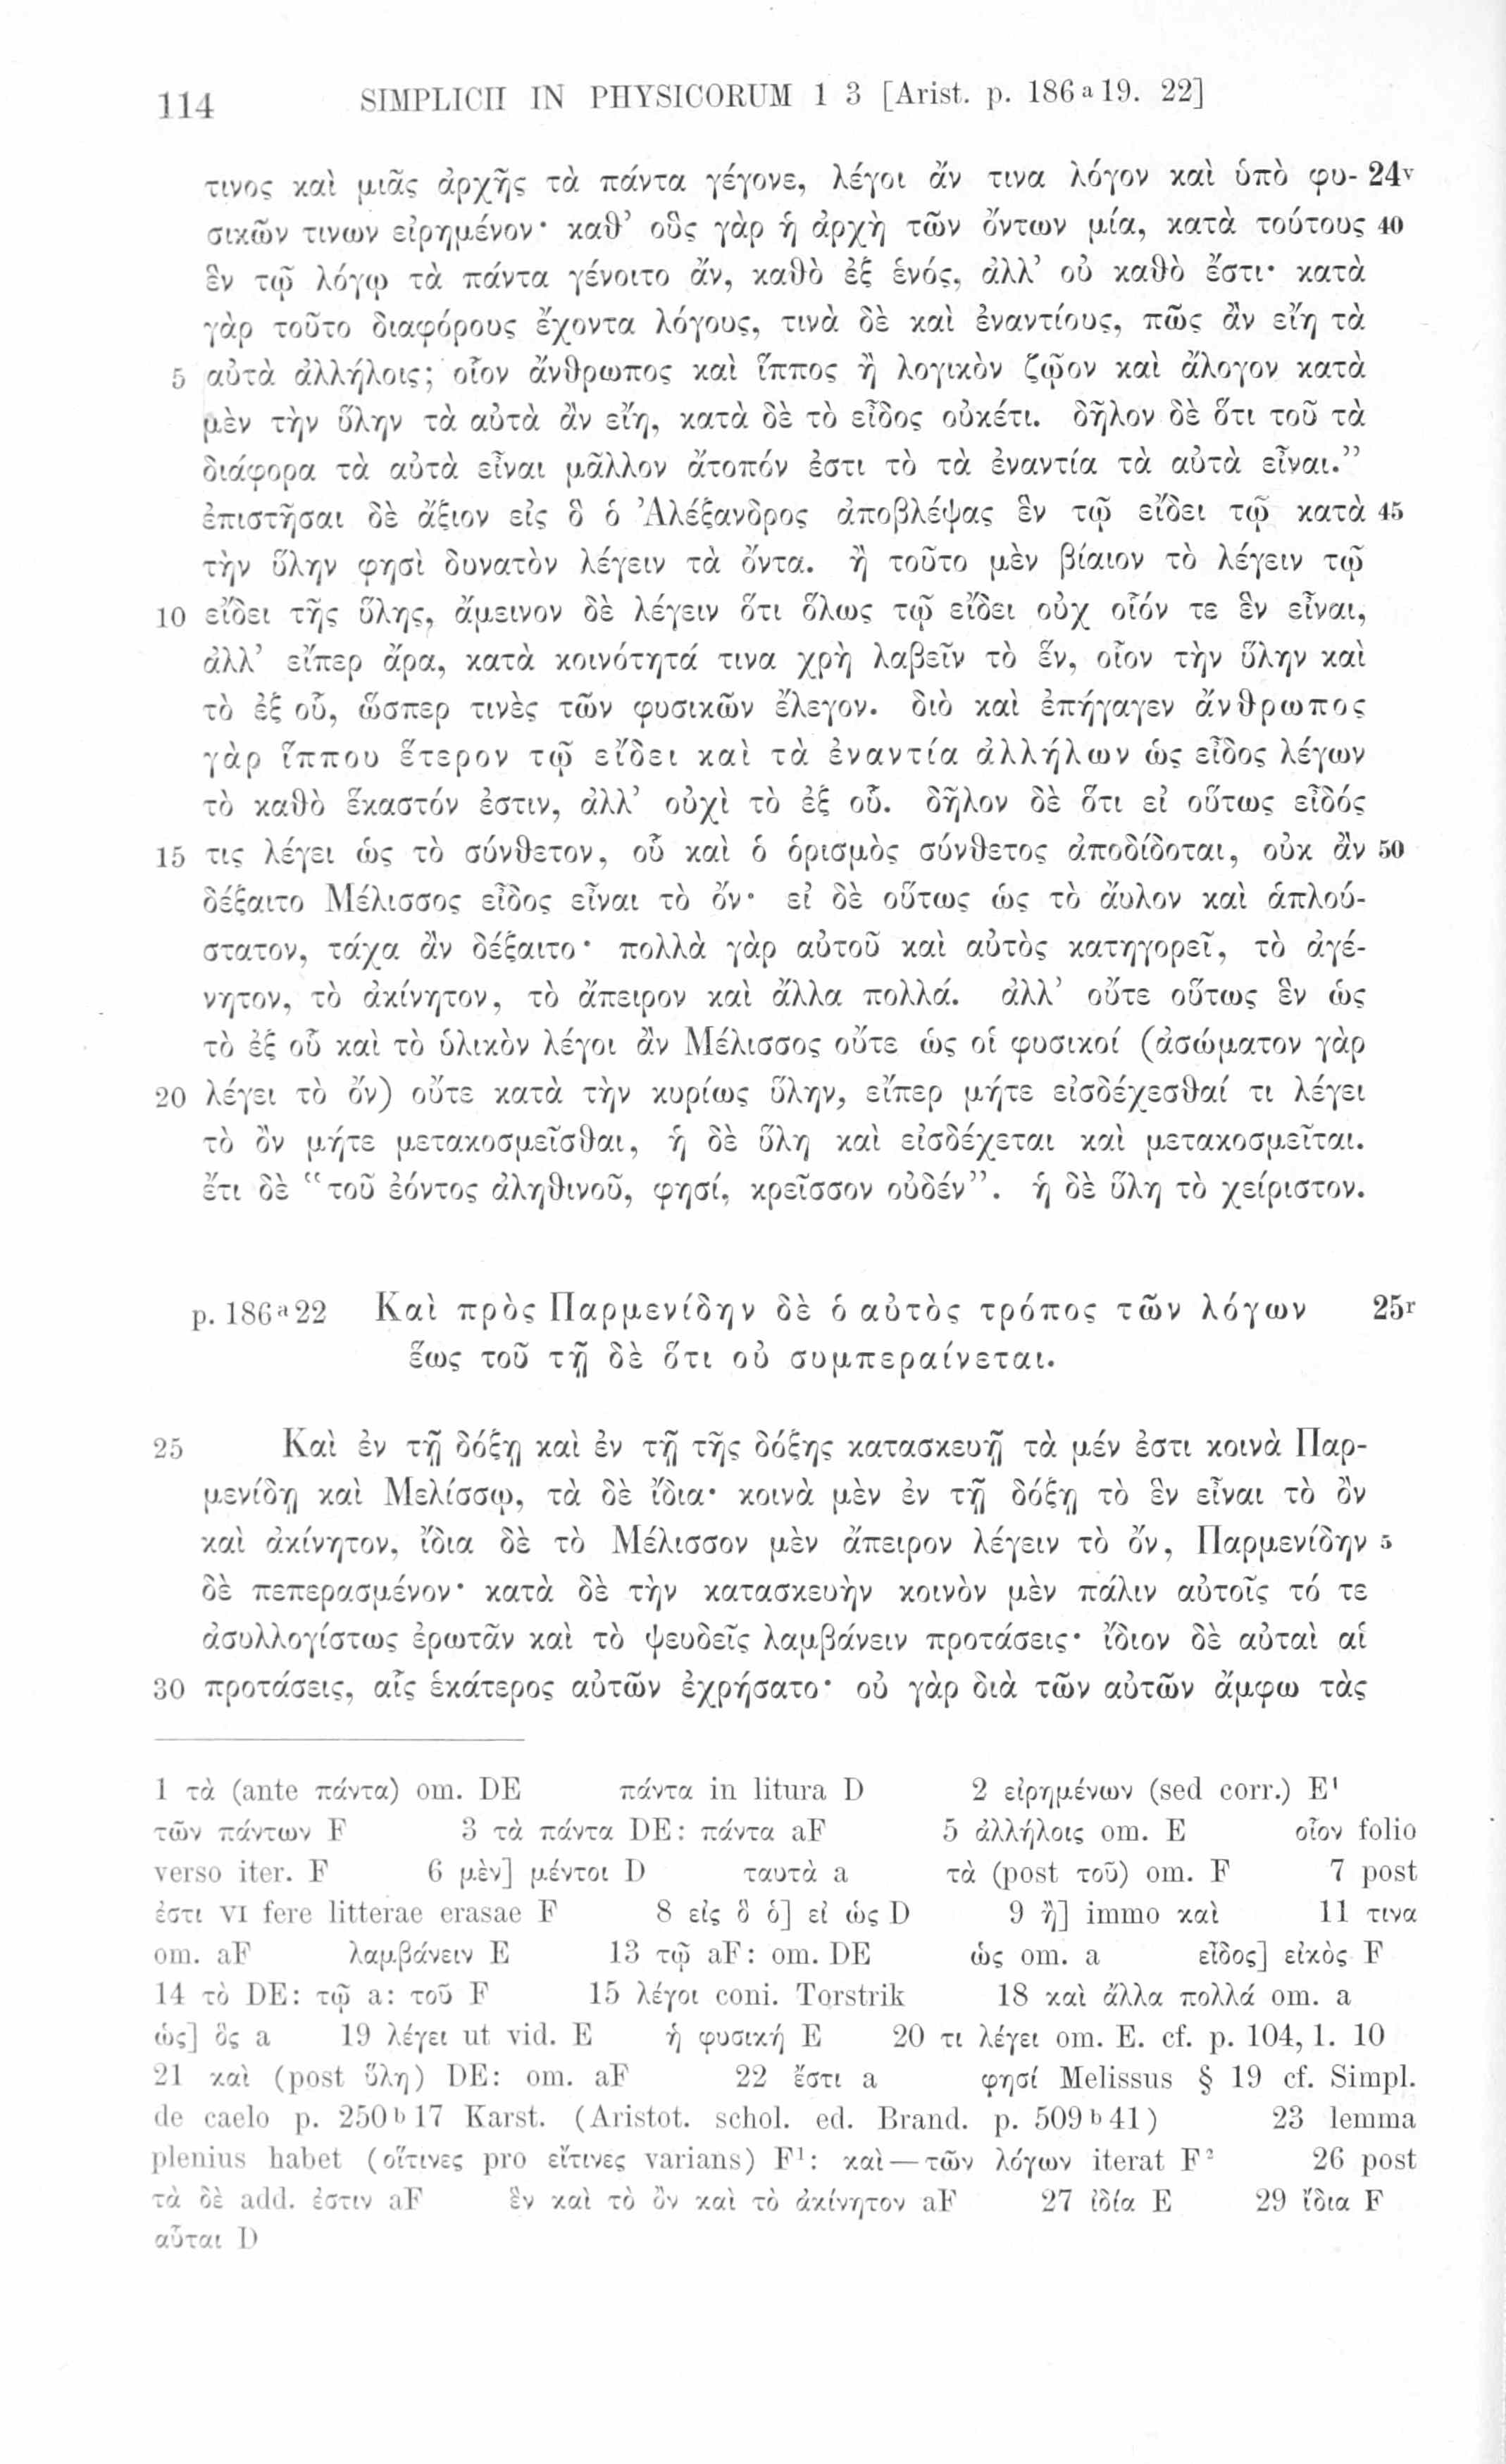 114 SIMPLICII IN PHYSICORUM I 3 [Arist. p. 186 a 19. 22]
τινος καὶ μιᾶς ἀρχῆς τὰ πάντα γέγονε, λέγοι ἄν τινα λόγον καὶ ὑπὸ φυ- 24v
σικῶν τινων εἰρημένον· καθ’ οὓς γὰρ ἡ ἀρχὴ τῶν ὄντων μία, κατὰ τούτους 40
ἓν τῷ λόγῳ τὰ πάντα γένοιτο ἄν, καθὸ ἐξ ἑνός, ἀλλ’ οὐ καθὸ ἔστι· κατὰ
γὰρ τοῦτο διαφόρους ἔχοντα λόγους, τινὰ δὲ καὶ ἐναντίους, πῶς ἂν εἴη τὰ
5 αὐτὰ ἀλλήλοις; οἷον ἄνθρωπος καὶ ἵππος ἢ λογικὸν ζῷον καὶ ἄλογον κατὰ
μὲν τὴν ὕλην τὰ αὐτὰ ἂν εἴη, κατὰ δὲ τὸ εἶδος οὐκέτι. δῆλον δὲ ὅτι τοῦ τὰ
διάφορα τὰ αὐτὰ εἶναι μᾶλλον ἄτοπόν ἐστι τὸ τὰ ἐναντία τὰ αὐτὰ εἶναι.”
ἐπιστῆσαι δὲ ἄξιον εἰς ὃ ὁ Ἀλέξανδρος ἀποβλέψας ἓν τῷ εἴδει τῷ κατὰ 45
τὴν ὕλην φησὶ δυνατὸν λέγειν τὰ ὄντα. ἢ τοῦτο μὲν βίαιον τὸ λέγειν τῷ
10 εἴδει τῆς ὕλης, ἄμεινον δὲ λέγειν ὅτι ὅλως τῷ εἴδει οὐχ οἷόν τε ἓν εἶναι,
ἀλλ’ εἴπερ ἄρα, κατὰ κοινότητά τινα χρὴ λαβεῖν τὸ ἕν, οἷον τὴν ὕλην καὶ
τὸ ἐξ οὗ, ὥσπερ τινὲς τῶν φυσικῶν ἔλεγον. διὸ καὶ ἐπήγαγεν ἄνθρωπος
γὰρ ἵππου ἕτερον τῷ εἴδει καὶ τὰ ἐναντία ἀλλήλων ὡς εἶδος λέγων
τὸ καθὸ ἕκαστόν ἐστιν, ἀλλ’ οὐχὶ τὸ ἐξ οὗ. δῆλον δὲ ὅτι εἰ οὕτως εἶδός
15 τις λέγει ὡς τὸ σύνθετον, οὗ καὶ ὁ ὁρισμὸς σύνθετος ἀποδίδοται, οὐκ ἂν 50
δέξαιτο Μέλισσος εἶδος εἶναι τὸ ὄν· εἰ δὲ οὕτως ὡς τὸ ἄυλον καὶ ἁπλού-
στατον, τάχα ἂν δέξαιτο· πολλὰ γὰρ αὐτοῦ καὶ αὐτὸς κατηγορεῖ, τὸ ἀγέ-
νητον, τὸ ἀκίνητον, τὸ ἄπειρον καὶ ἄλλα πολλά. ἀλλ’ οὔτε οὕτως ἓν ὡς
τὸ ἐξ οὗ καὶ τὸ ὑλικὸν λέγοι ἂν Μέλισσος οὔτε ὡς οἱ φυσικοί (ἀσώματον γὰρ
20 λέγει τὸ ὄν) οὔτε κατὰ τὴν κυρίως ὕλην, εἴπερ μήτε εἰσδέχεσθαί τι λέγει
τὸ ὂν μήτε μετακοσμεῖσθαι, ἡ δὲ ὕλη καὶ εἰσδέχεται καὶ μετακοσμεῖται.
ἔτι δὲ “τοῦ ἐόντος ἀληθινοῦ, φησί, κρεῖσσον οὐδέν”. ἡ δὲ ὕλη τὸ χείριστον.
p. 186 a 22 Καὶ πρὸς Παρμενίδην δὲ ὁ αὐτὸς τρόπος τῶν λόγων 25r
ἕως τοῦ τῇ δὲ ὅτι οὐ συμπεραίνεται.
25 Καὶ ἐν τῇ δόξῃ καὶ ἐν τῇ τῆς δόξης κατασκευῇ τὰ μέν ἐστι κοινὰ Παρ-
μενίδῃ καὶ Μελίσσῳ, τὰ δὲ ἴδια· κοινὰ μὲν ἐν τῇ δόξῃ τὸ ἓν εἶναι τὸ ὂν
καὶ ἀκίνητον, ἴδια δὲ τὸ Μέλισσον μὲν ἄπειρον λέγειν τὸ ὄν, Παρμενίδην 5
δὲ πεπερασμένον· κατὰ δὲ τὴν κατασκευὴν κοινὸν μὲν πάλιν αὐτοῖς τό τε
ἀσυλλογίστως ἐρωτᾶν καὶ τὸ ψευδεῖς λαμβάνειν προτάσεις· ἴδιον δὲ αὐταὶ αἱ
30 προτάσεις, αἷς ἑκάτερος αὐτῶν ἐχρήσατο· οὐ γὰρ διὰ τῶν αὐτῶν ἄμφω τὰς
1 τὰ (ante πάντα) om. DE πάντα in litura D 2 εἰρημένων (sed corr.) E¹
τῶν πάντων F 3 τὰ πάντα DE: πάντα aF 5 ἀλλήλοις om. E οἷον folio
verso iter. F 6 μὲν] μέντοι D ταυτὰ a τὰ (post τοῦ) om. F 7 post
ἐστι VI fere litterae erasae F 8 εἰς ὃ ὁ] εἰ ὡς D 9 ἢ] immo καὶ 11 τινα
om. aF λαμβάνειν E 13 τῷ aF: om. DE ὡς om. a εἶδος] εἰκὸς F
14 τὸ DE: τῷ a: τοῦ F 15 λέγοι coni. Torstrik 18 καὶ ἄλλα πολλά om. a
ὡς] ὃς a 19 λέγει ut vid. E ἡ φυσική E 20 τι λέγει om. E. cf. p. 104, 1. 10
21 καὶ (post ὕλη) DE: om. aF 22 ἔστι a φησί Melissus § 19 cf. Simpl.
de caelo p. 250 b 17 Karst. (Aristot. schol. ed. Brand. p. 509 b 41) 23 lemma
plenius habet (οἵτινες pro εἴτινες varians) F¹: καὶ — τῶν λόγων iterat F² 26 post
τὰ δὲ add. ἐστιν aF ἓν καὶ τὸ ὂν καὶ τὸ ἀκίνητον aF 27 ἰδίᾳ E 29 ἴδια F
αὗται D